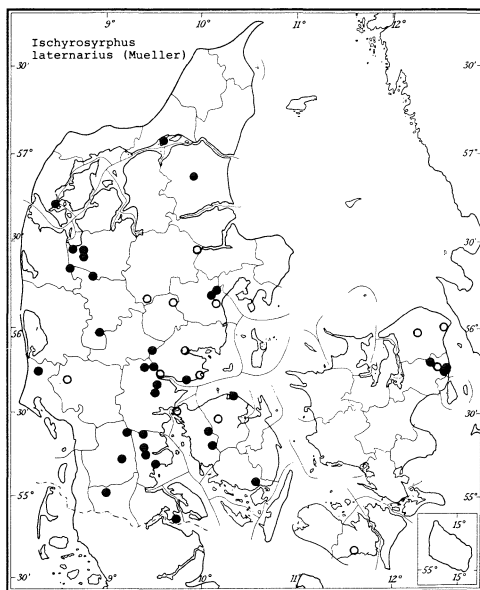 9° 10° 11° 12°
Ischyrosyrphus
laternarius (Mueller)
30' 30'
57° 57°
30' 30'
56° 56°
30' 30'
55° 55°
15°
55° 15°
30' 9° 10° 11° 12° 30'